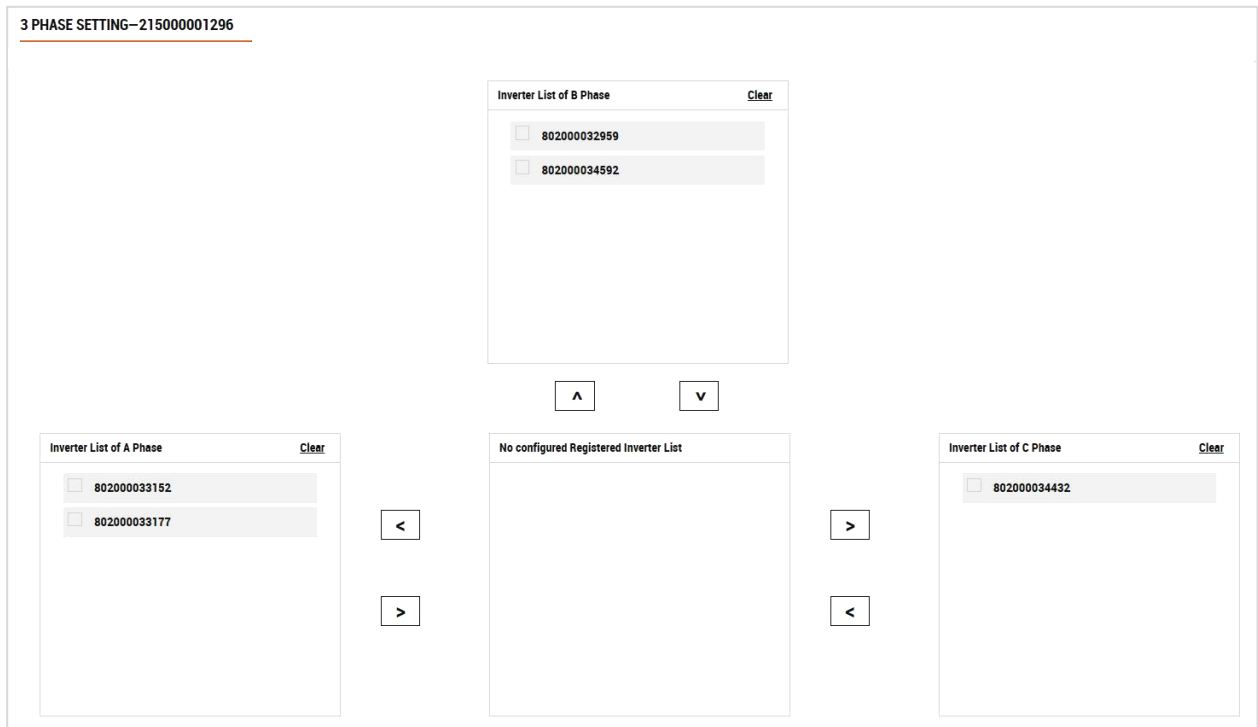 3 PHASE SETTING—215000001296
Inverter List of B Phase Clear
802000032959
802000034592
^ v
Inverter List of A Phase Clear
802000033152
802000033177
< 
>
No configured Registered Inverter List
>
<
Inverter List of C Phase Clear
802000034432